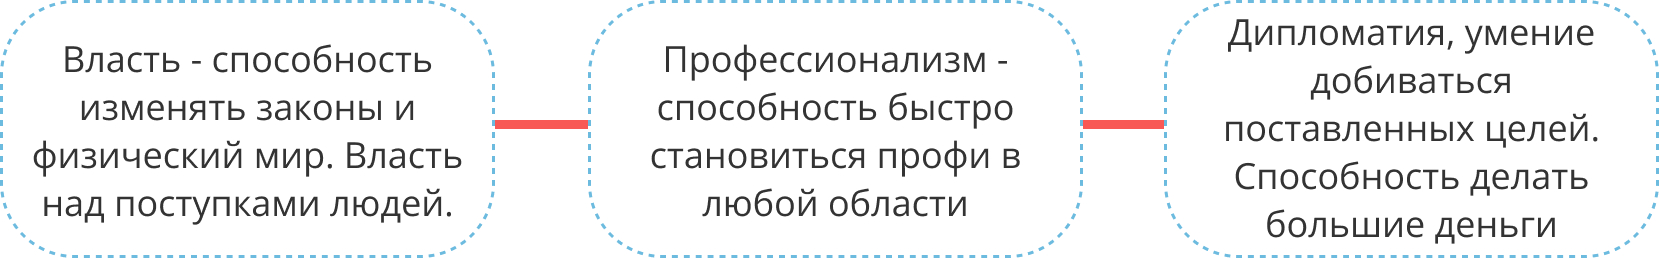 Власть - способность
изменять законы и
физический мир. Власть
над поступками людей.
Профессионализм -
способность быстро
становиться профи в
любой области
Дипломатия, умение
добиваться
поставленных целей.
Способность делать
большие деньги